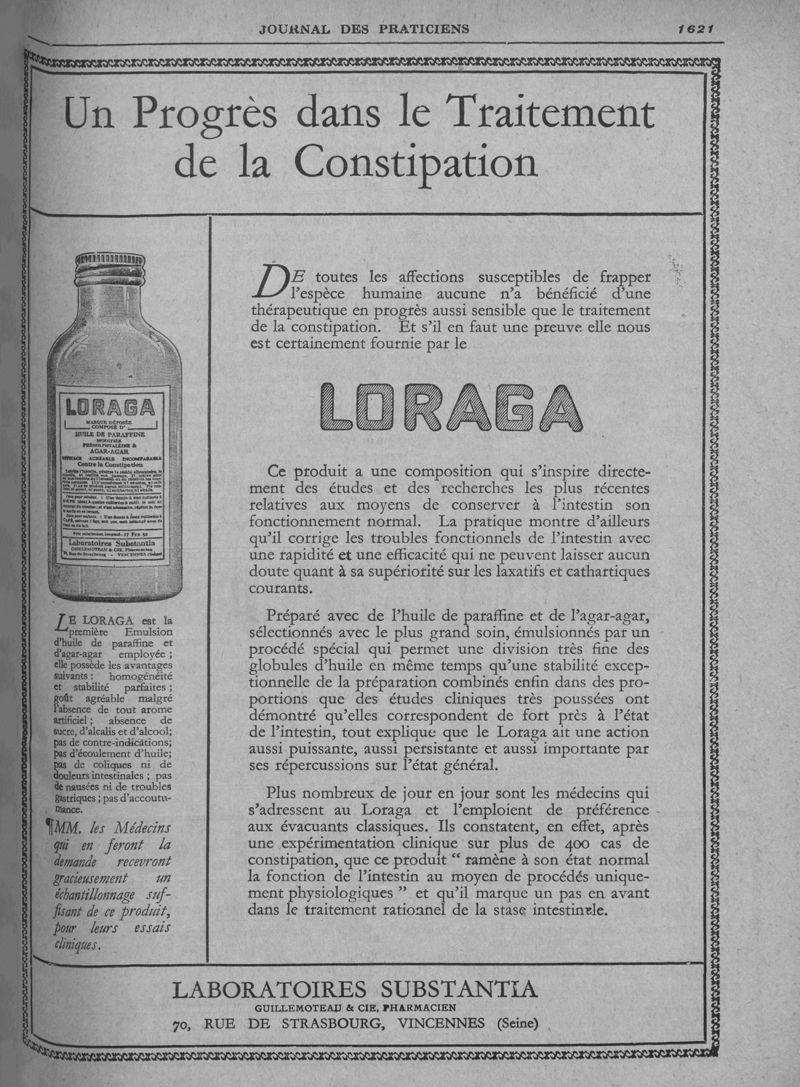 JOURNAL DES PRATICIENS 1621
Un Progrès dans le Traitement
de la Constipation
LORAGA
MARQUE DÉPOSÉE
COMPOSÉ D'
HUILE DE PARAFFINE
PHÉNOLPHTALÉINE &
AGAR-AGAR
EFFICACE AGRÉABLE INCOMPARABLE
Contre la Constipation
Laboratoires Substantia
GUILLEMOTEAU & CIE, Pharmacien
VINCENNES (Seine)
LE LORAGA est la
première Emulsion
d'huile de paraffine et
d'agar-agar employée ;
elle possède les avantages
suivants : homogénéité
et stabilité parfaites ;
goût agréable malgré
l'absence de tout arome
artificiel ; absence de
sucre, d'alcalis et d'alcool;
pas de contre-indications;
pas d'écoulement d'huile;
pas de coliques ni de
douleurs intestinales ; pas
de nausées ni de troubles
gastriques ; pas d'accoutu-
mance.
¶MM. les Médecins
qui en feront la
demande recevront
gracieusement un
échantillonnage suf-
fisant de ce produit,
pour leurs essais
cliniques.
DE toutes les affections susceptibles de frapper
l'espèce humaine aucune n'a bénéficié d'une
thérapeutique en progrès aussi sensible que le traitement
de la constipation. Et s'il en faut une preuve elle nous
est certainement fournie par le
LORAGA
Ce produit a une composition qui s'inspire directe-
ment des études et des recherches les plus récentes
relatives aux moyens de conserver à l'intestin son
fonctionnement normal. La pratique montre d'ailleurs
qu'il corrige les troubles fonctionnels de l'intestin avec
une rapidité et une efficacité qui ne peuvent laisser aucun
doute quant à sa supériorité sur les laxatifs et cathartiques
courants.
Préparé avec de l'huile de paraffine et de l'agar-agar,
sélectionnés avec le plus grand soin, émulsionnés par un
procédé spécial qui permet une division très fine des
globules d'huile en même temps qu'une stabilité excep-
tionnelle de la préparation combinés enfin dans des pro-
portions que des études cliniques très poussées ont
démontré qu'elles correspondent de fort près à l'état
de l'intestin, tout explique que le Loraga ait une action
aussi puissante, aussi persistante et aussi importante par
ses répercussions sur l'état général.
Plus nombreux de jour en jour sont les médecins qui
s'adressent au Loraga et l'emploient de préférence
aux évacuants classiques. Ils constatent, en effet, après
une expérimentation clinique sur plus de 400 cas de
constipation, que ce produit “ ramène à son état normal
la fonction de l'intestin au moyen de procédés unique-
ment physiologiques ” et qu'il marque un pas en avant
dans le traitement rationnel de la stase intestinale.
LABORATOIRES SUBSTANTIA
GUILLEMOTEAU & CIE, PHARMACIEN
70, RUE DE STRASBOURG, VINCENNES (Seine)